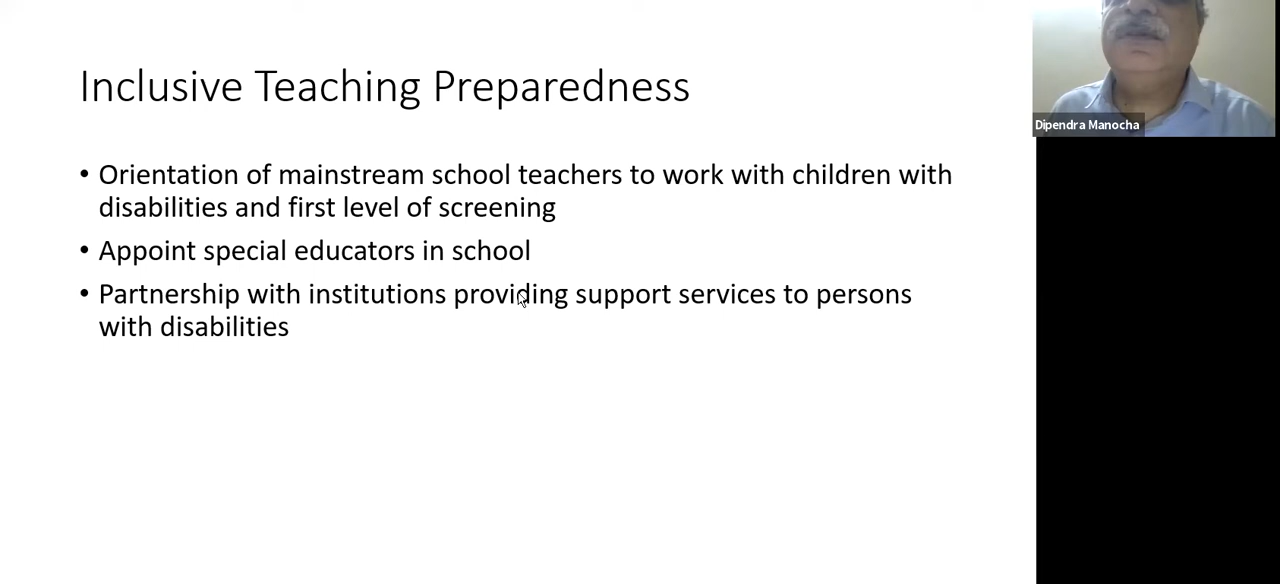 Inclusive Teaching Preparedness
• Orientation of mainstream school teachers to work with children with
disabilities and first level of screening
• Appoint special educators in school
• Partnership with institutions providing support services to persons
with disabilities
Dipendra Manocha